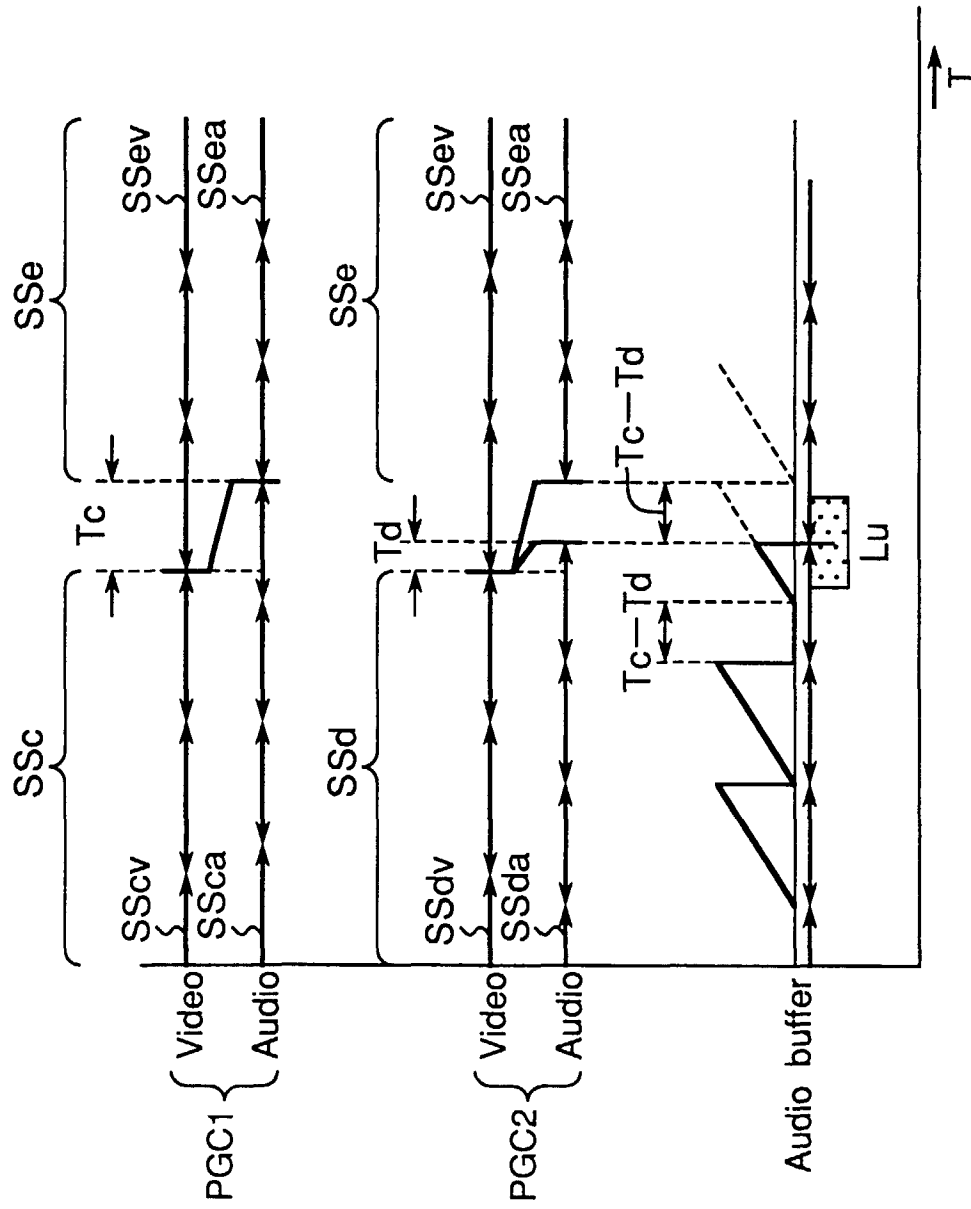 SSc
SSe
Tc
PGC1
Video
SScv
SSev
Audio
SSca
SSea
SSd
SSe
Td
PGC2
Video
SSdv
SSev
Audio
SSda
SSea
Tc—Td
Tc—Td
Audio buffer
Lu
T